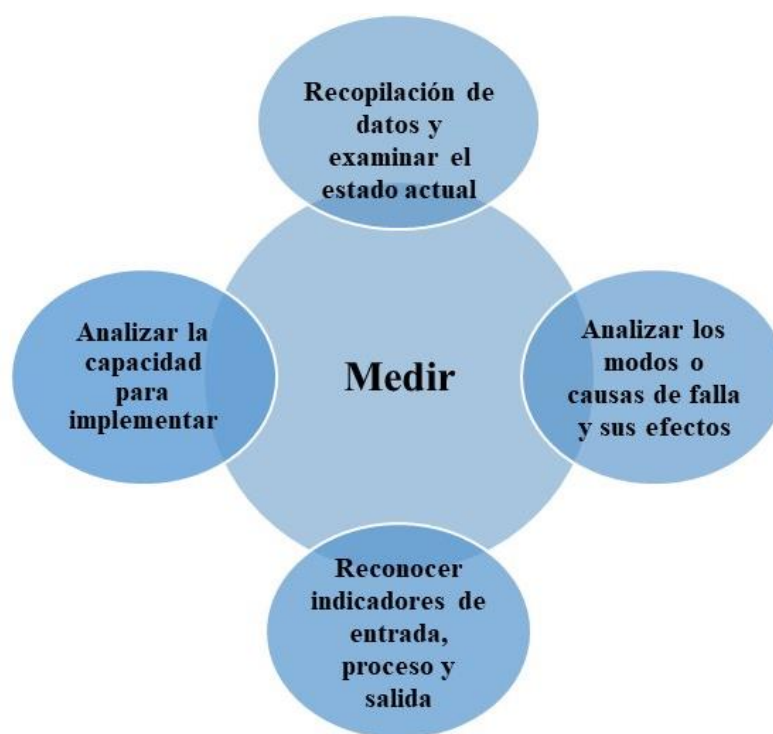 Recopilación de
datos y
examinar el
estado actual
Analizar la
capacidad
para
implementar
Medir
Analizar los
modos o
causas de falla
y sus efectos
Reconocer
indicadores de
entrada,
proceso y
salida